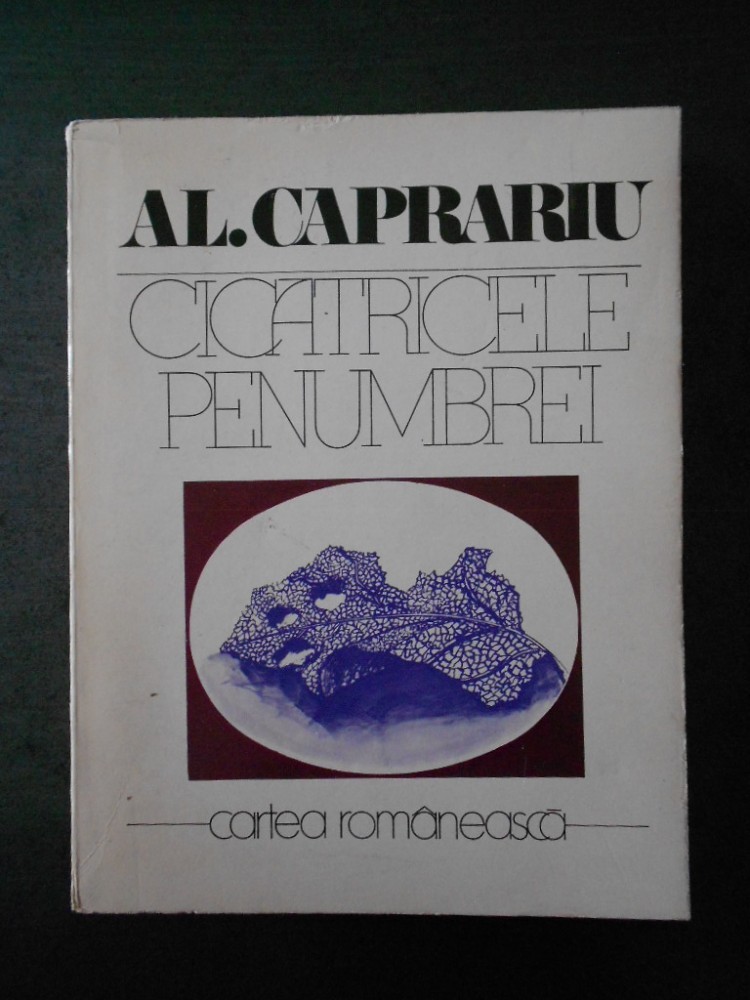 AL. CAPRARIU
CICATRICELE
PENUMBREI
cartea românească